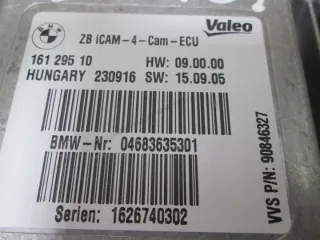 Valeo
ZB iCAM-4-Cam-ECU
161 295 10 HW: 09.00.00
HUNGARY 230916 SW: 15.09.05
BMW-Nr: 04683635301
Serien: 1626740302
VVS P/N: 90846327